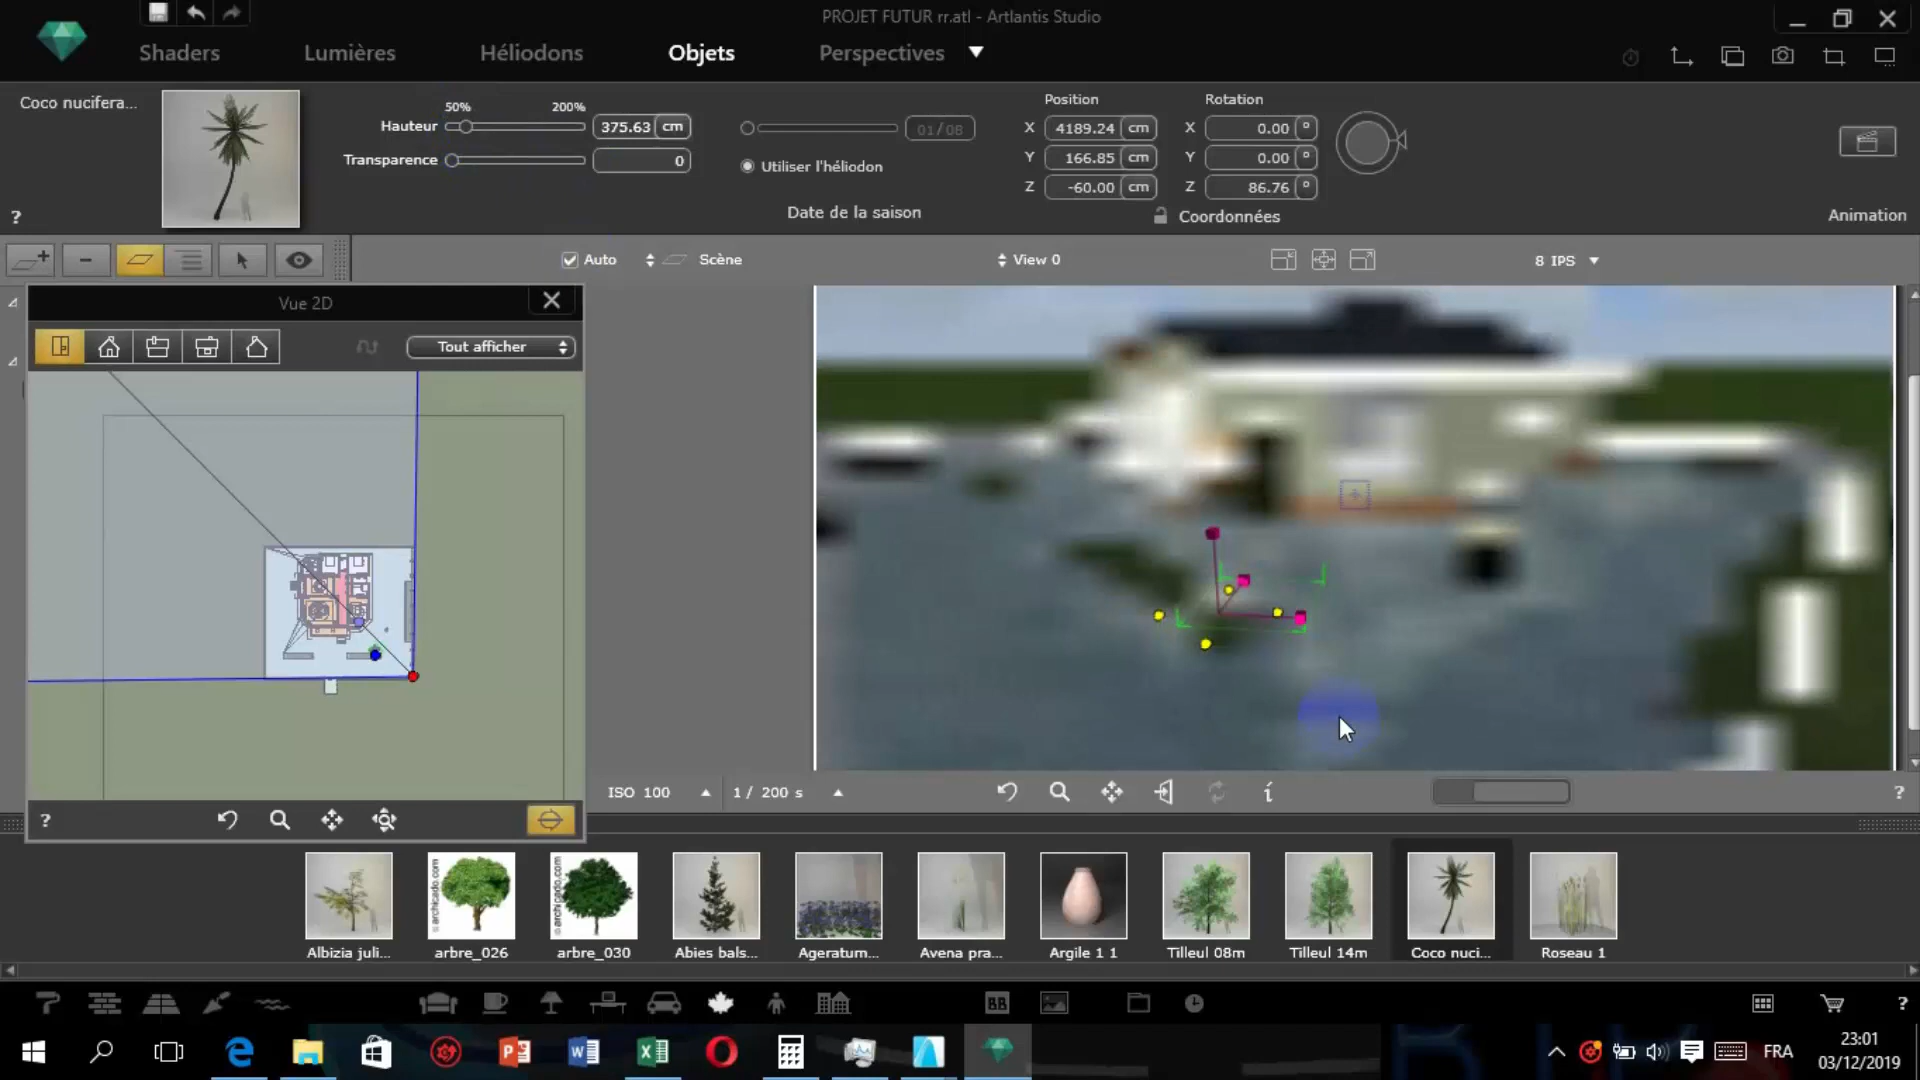 PROJET FUTUR rr.atl - Artlantis Studio
Shaders
Lumières
Héliodons
Objets
Perspectives
Coco nucifera...
50%
200%
Hauteur
375.63 cm
Transparence
0
01/08
Utiliser l'héliodon
Date de la saison
Position
Rotation
X 4189.24 cm
X 0.00 °
Y 166.85 cm
Y 0.00 °
Z -60.00 cm
Z 86.76 °
Coordonnées
Animation
?
Auto
Scène
View 0
8 IPS
Vue 2D
Tout afficher
?
ISO 100
1 / 200 s
i
?
© archicado.com
© archicado.com
Albizia juli...
arbre_026
arbre_030
Abies bals...
Ageratum...
Avena pra...
Argile 1 1
Tilleul 08m
Tilleul 14m
Coco nuci...
Roseau 1
BB
?
FRA
23:01
03/12/2019